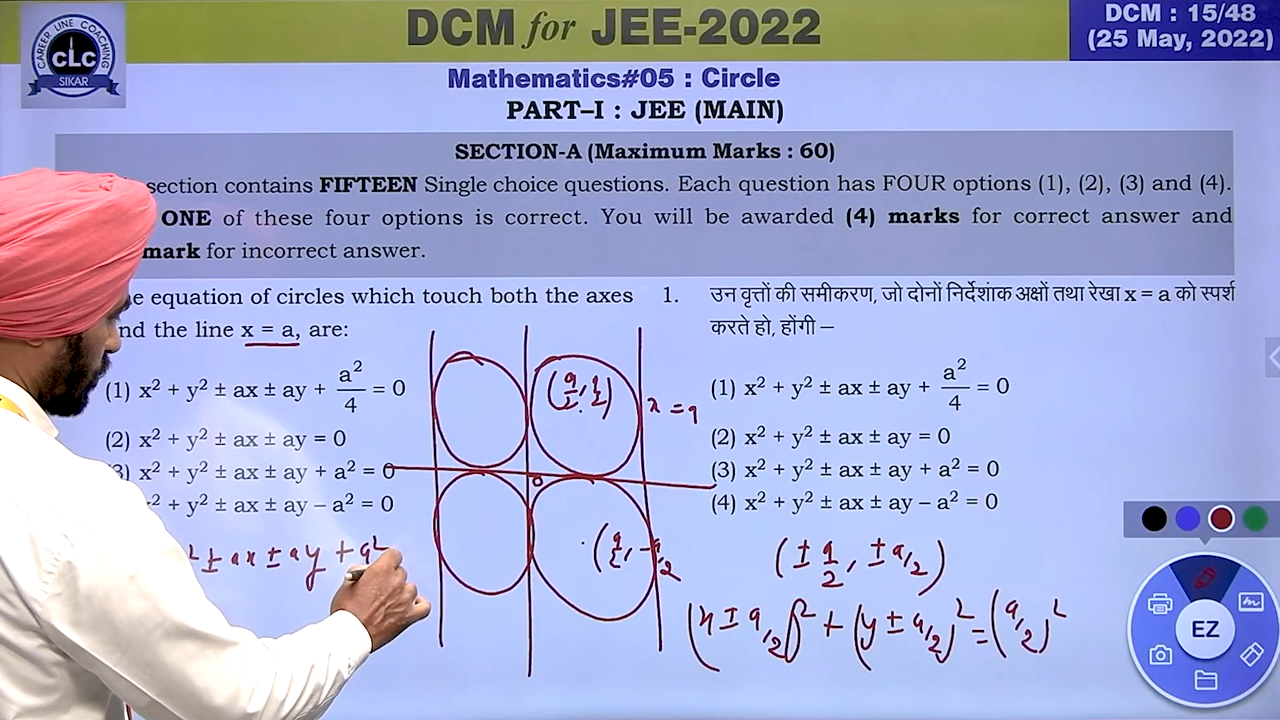 DCM for JEE-2022
DCM : 15/48
(25 May, 2022)
CAREER LINE COACHING
CLC
SIKAR
Mathematics#05 : Circle
PART–I : JEE (MAIN)
SECTION-A (Maximum Marks : 60)
section contains FIFTEEN Single choice questions. Each question has FOUR options (1), (2), (3) and (4).
ONE of these four options is correct. You will be awarded (4) marks for correct answer and
mark for incorrect answer.
equation of circles which touch both the axes
the line x = a, are:
(1) x² + y² ± ax ± ay + a²/4 = 0
(2) x² + y² ± ax ± ay = 0
x² + y² ± ax ± ay + a² = 0
+ y² ± ax ± ay – a² = 0
1. उन वृत्तों की समीकरण, जो दोनों निर्देशांक अक्षों तथा रेखा x = a को स्पर्श
करते हो, होंगी –
(1) x² + y² ± ax ± ay + a²/4 = 0
(2) x² + y² ± ax ± ay = 0
(3) x² + y² ± ax ± ay + a² = 0
(4) x² + y² ± ax ± ay – a² = 0
(a/2, a/2)
x = a
0
(a/2, -a/2)
± ax ± ay + a²
(± a/2, ± a/2)
(x ± a/2)² + (y ± a/2)² = (a/2)²
EZ